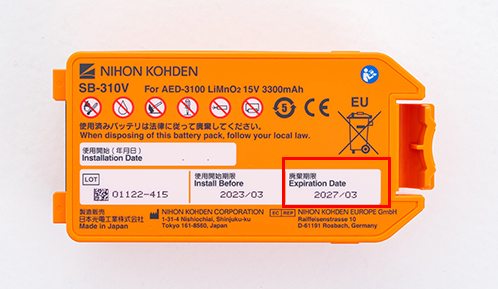 NIHON KOHDEN
SB-310V For AED-3100 LiMnO2 15V 3300mAh
5
CE
EU
使用済みバッテリは法律に従って廃棄してください。
When disposing of this battery pack, follow your local law.
使用開始(年月日)
Installation Date
LOT
01122-415
使用開始期限
Install Before
2023/03
廃棄期限
Expiration Date
2027/03
製造販売
日本光電工業株式会社
Made in Japan
NIHON KOHDEN CORPORATION
1-31-4 Nishiochiai, Shinjuku-ku
Tokyo 161-8560, Japan
EC REP NIHON KOHDEN EUROPE GmbH
Raiffeisenstrasse 10
D-61191 Rosbach, Germany